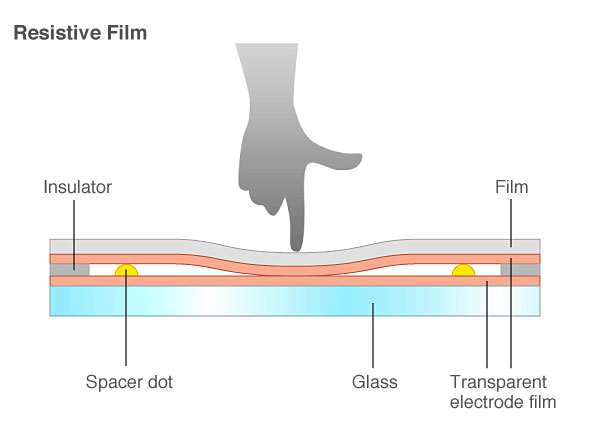 Resistive Film
Insulator
Film
Spacer dot
Glass
Transparent
electrode film